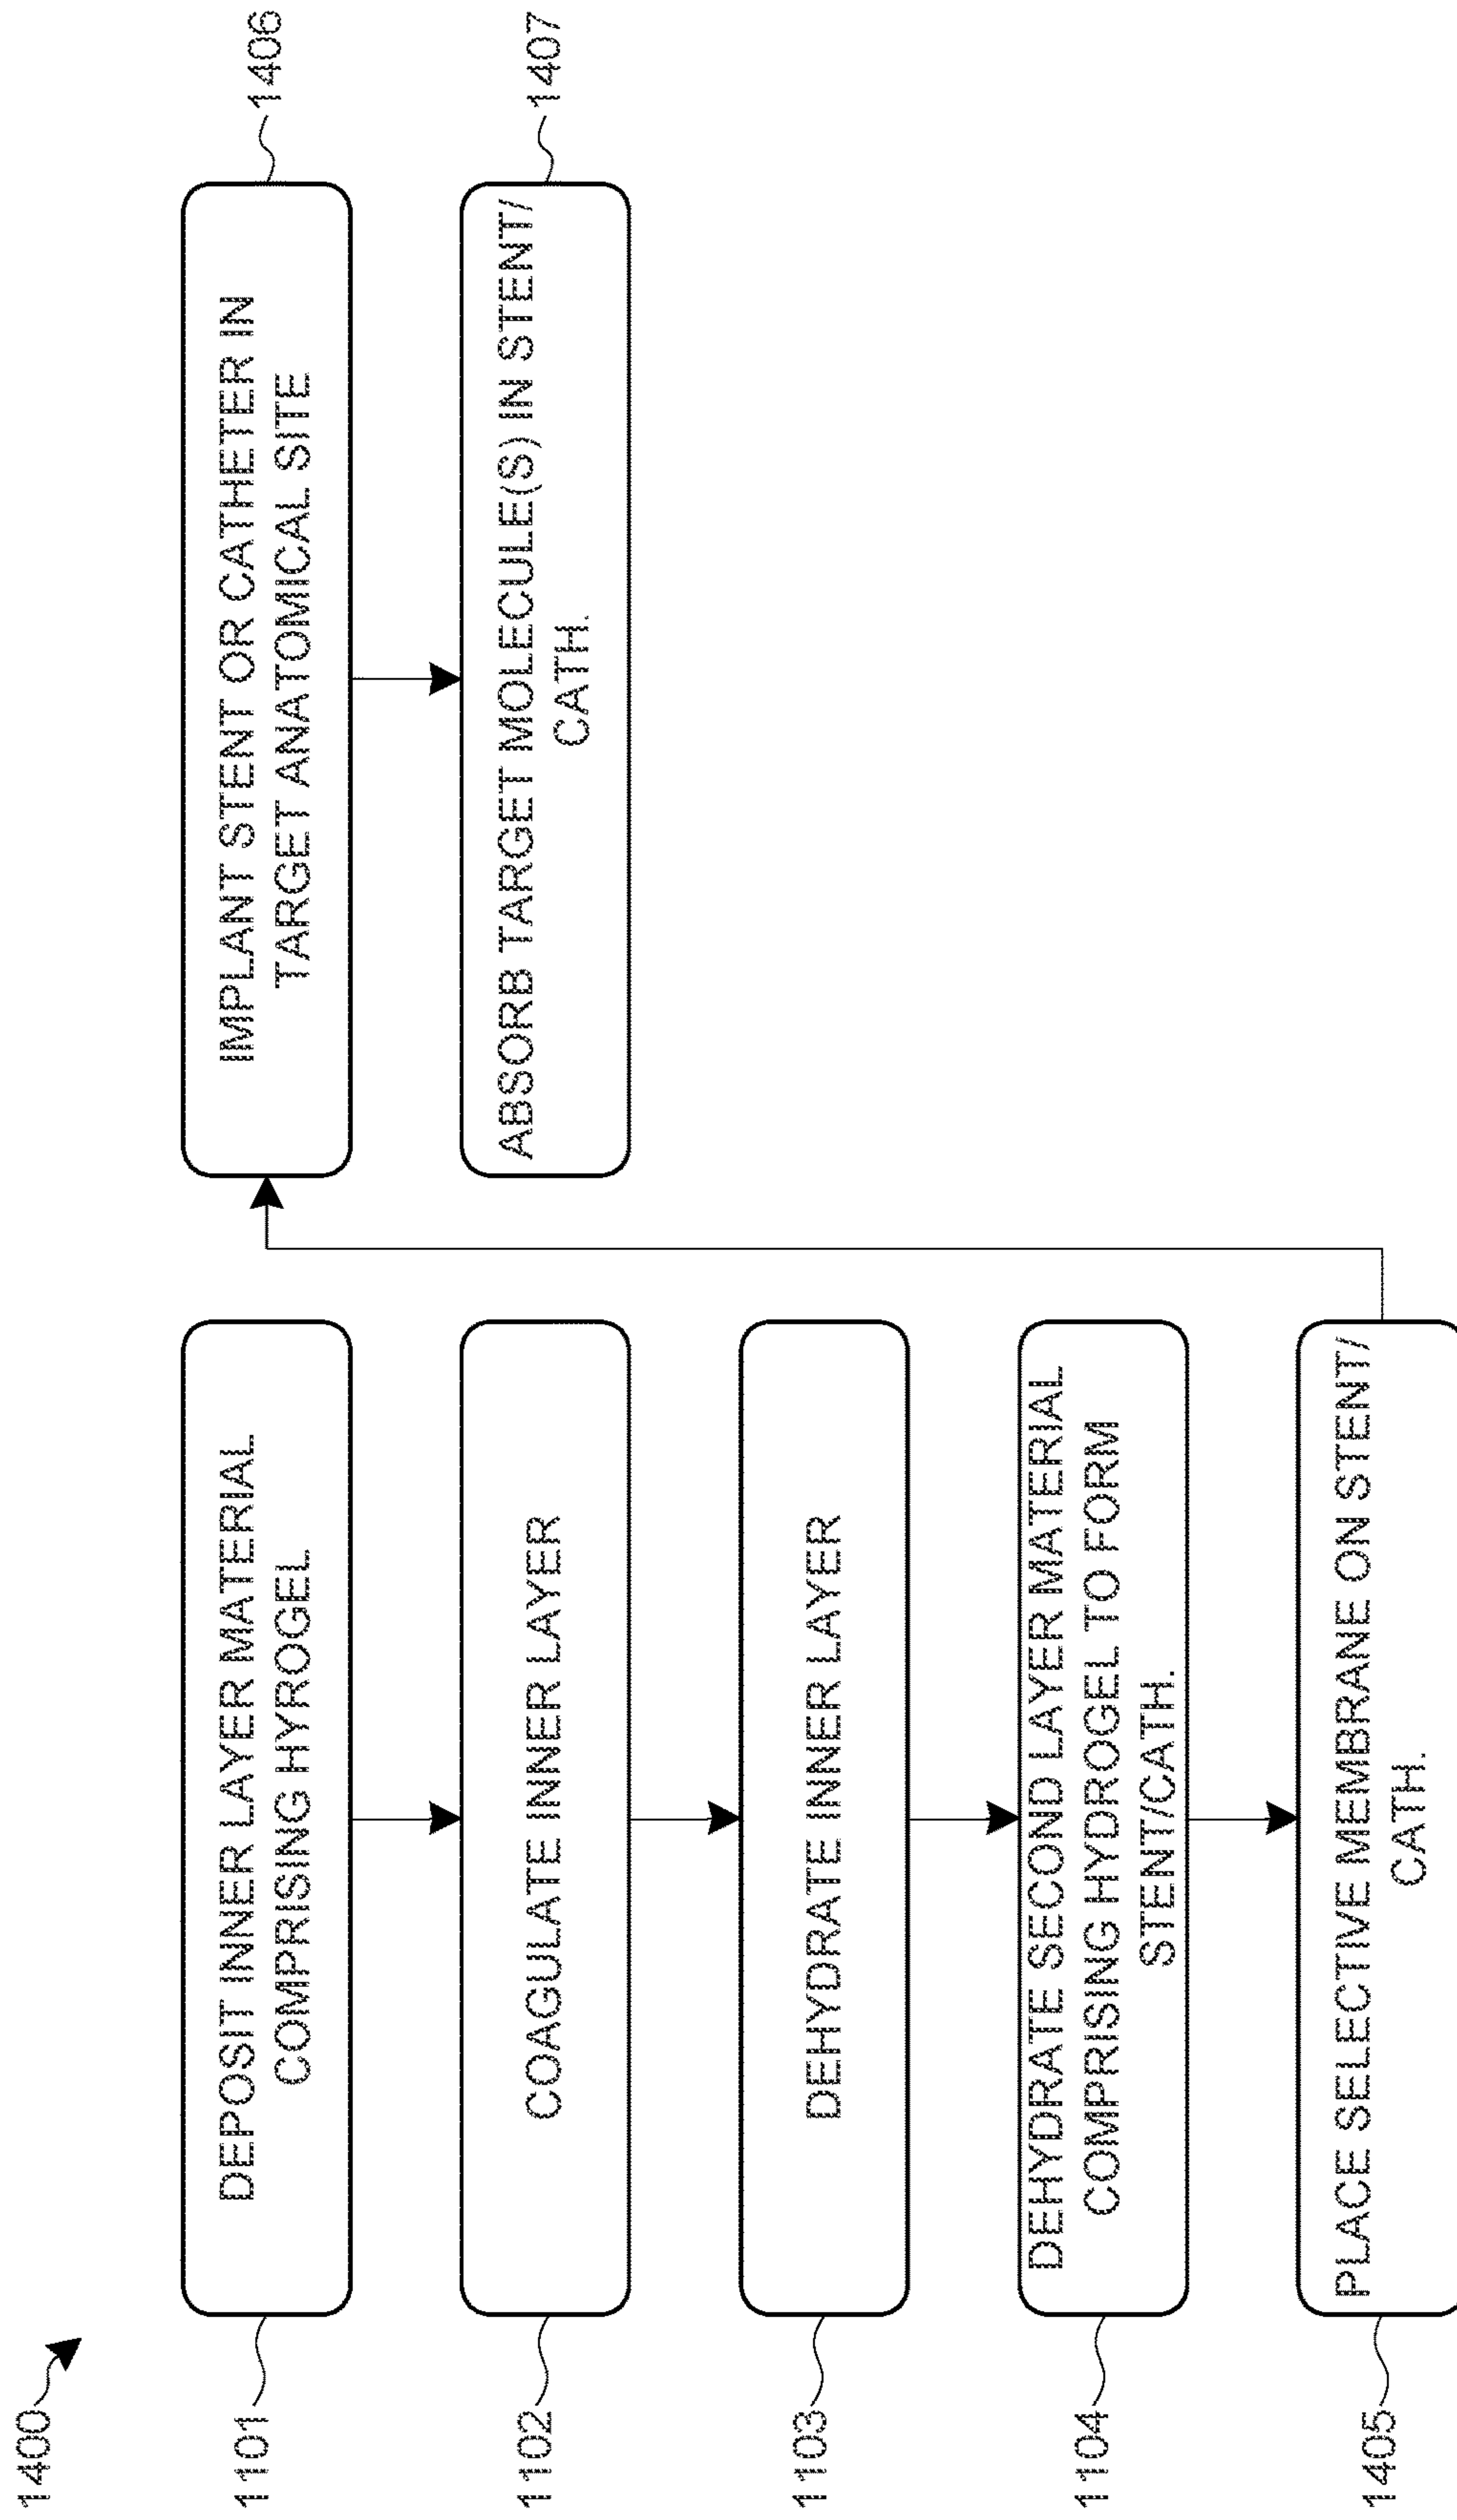 1400
1101
DEPOSIT INNER LAYER MATERIAL
COMPRISING HYROGEL
1102
COAGULATE INNER LAYER
1103
DEHYDRATE INNER LAYER
1104
DEHYDRATE SECOND LAYER MATERIAL
COMPRISING HYDROGEL TO FORM
STENT/CATH.
1405
PLACE SELECTIVE MEMBRANE ON STENT/
CATH.
1406
IMPLANT STENT OR CATHETER IN
TARGET ANATOMICAL SITE
1407
ABSORB TARGET MOLECULE(S) IN STENT/
CATH.